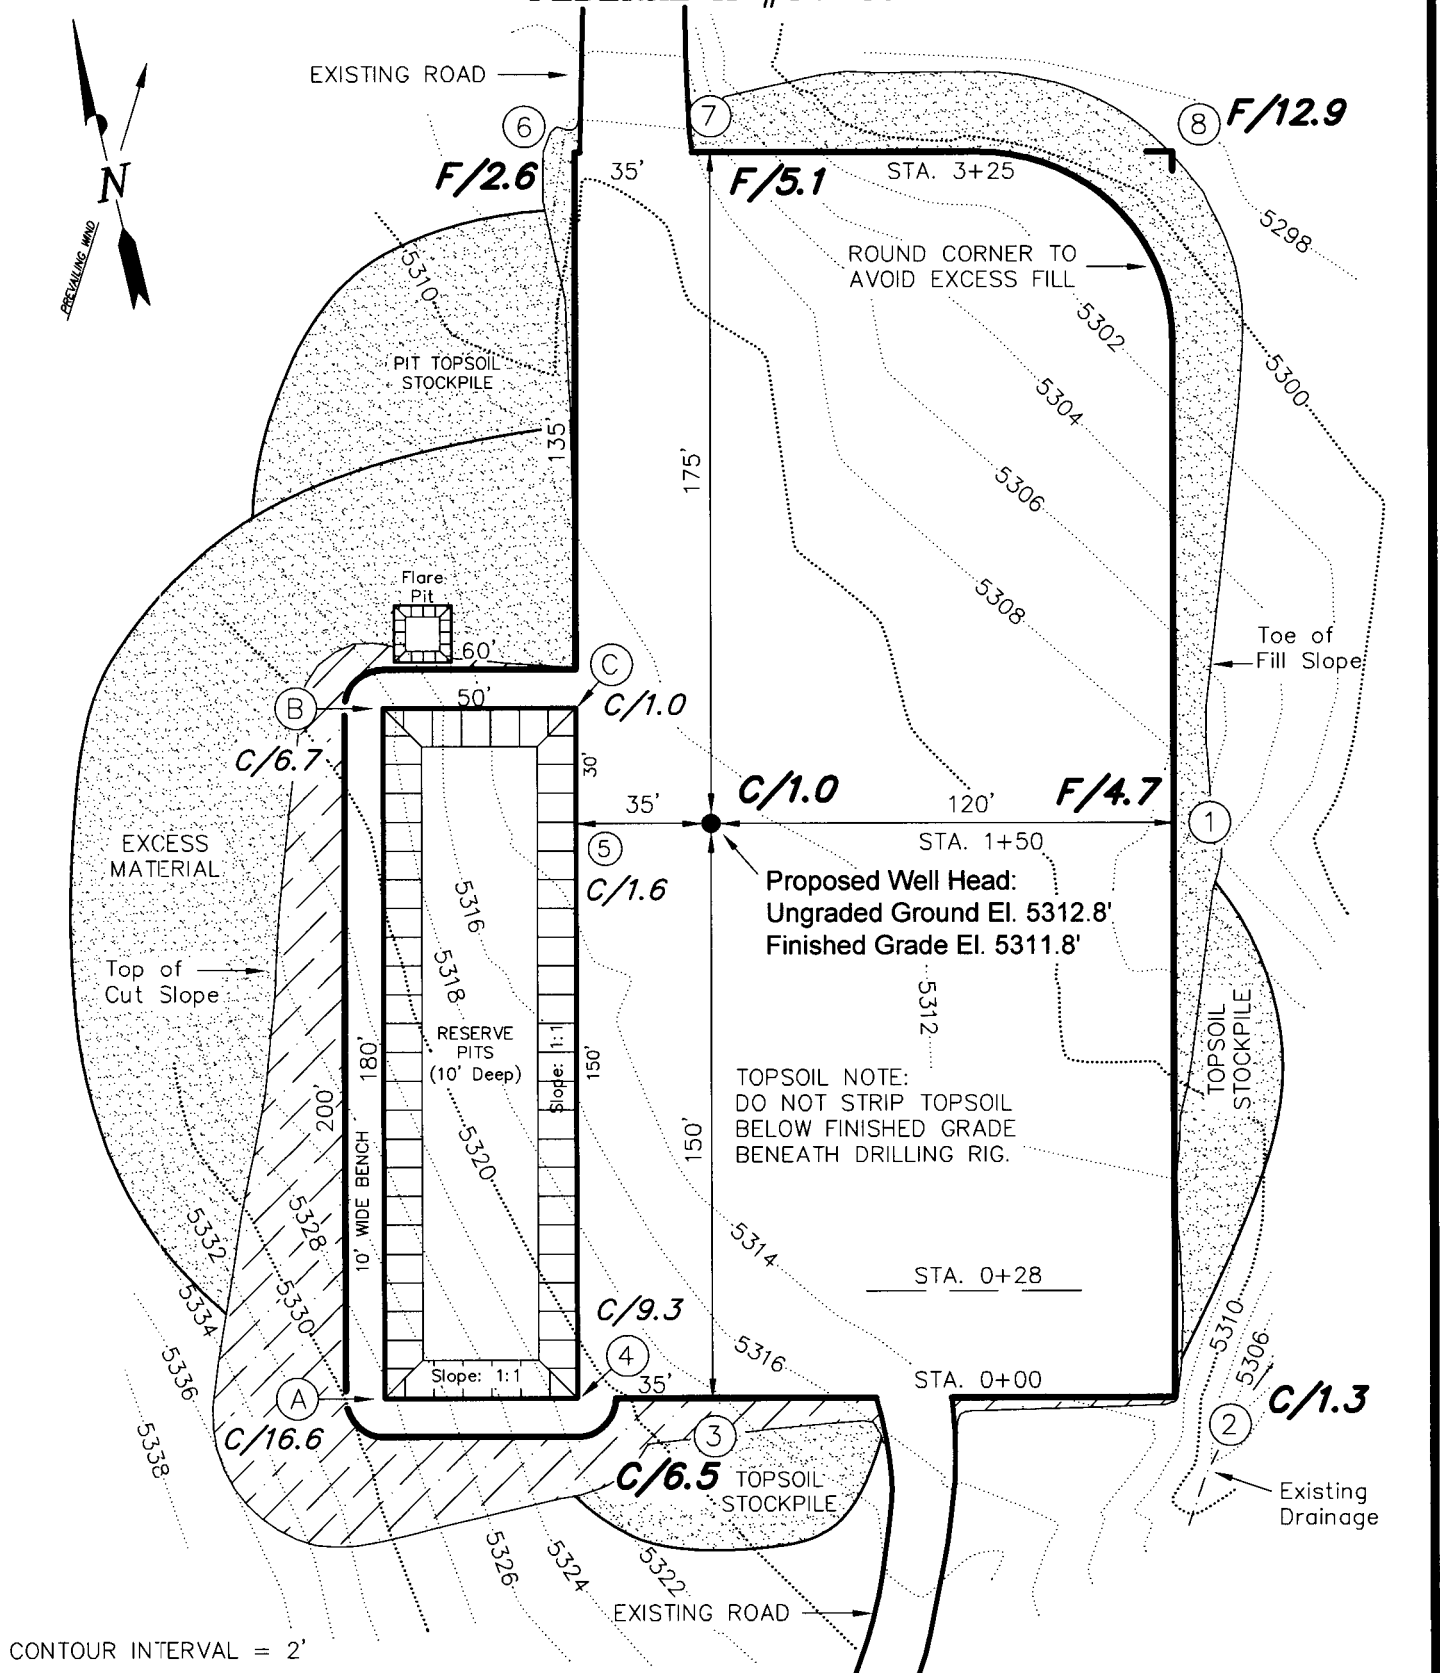 EXISTING ROAD
6
7
8
F/12.9
F/2.6
35'
F/5.1
STA. 3+25
N
PREVAILING WIND
5298
ROUND CORNER TO
AVOID EXCESS FILL
5310
5302
PIT TOPSOIL
STOCKPILE
5300
5304
135'
175'
5306
Flare
Pit
5308
60'
C
Toe of
Fill Slope
50'
C/1.0
B
C/6.7
30'
35'
C/1.0
120'
F/4.7
1
STA. 1+50
EXCESS
MATERIAL
5
C/1.6
5316
Proposed Well Head:
Ungraded Ground El. 5312.8'
Finished Grade El. 5311.8'
Top of
Cut Slope
5318
5312
TOPSOIL
STOCKPILE
RESERVE
PITS
(10' Deep)
Slope: 1:1
150'
180'
200'
10' WIDE BENCH
TOPSOIL NOTE:
DO NOT STRIP TOPSOIL
BELOW FINISHED GRADE
BENEATH DRILLING RIG.
150'
5320
5332
5328
5314
STA. 0+28
5334
5330
C/9.3
5310
5306
5336
4
5316
Slope: 1:1
35'
STA. 0+00
A
C/16.6
C/1.3
2
3
5338
C/6.5
TOPSOIL
STOCKPILE
Existing
Drainage
5326
5324
5322
EXISTING ROAD
CONTOUR INTERVAL = 2'